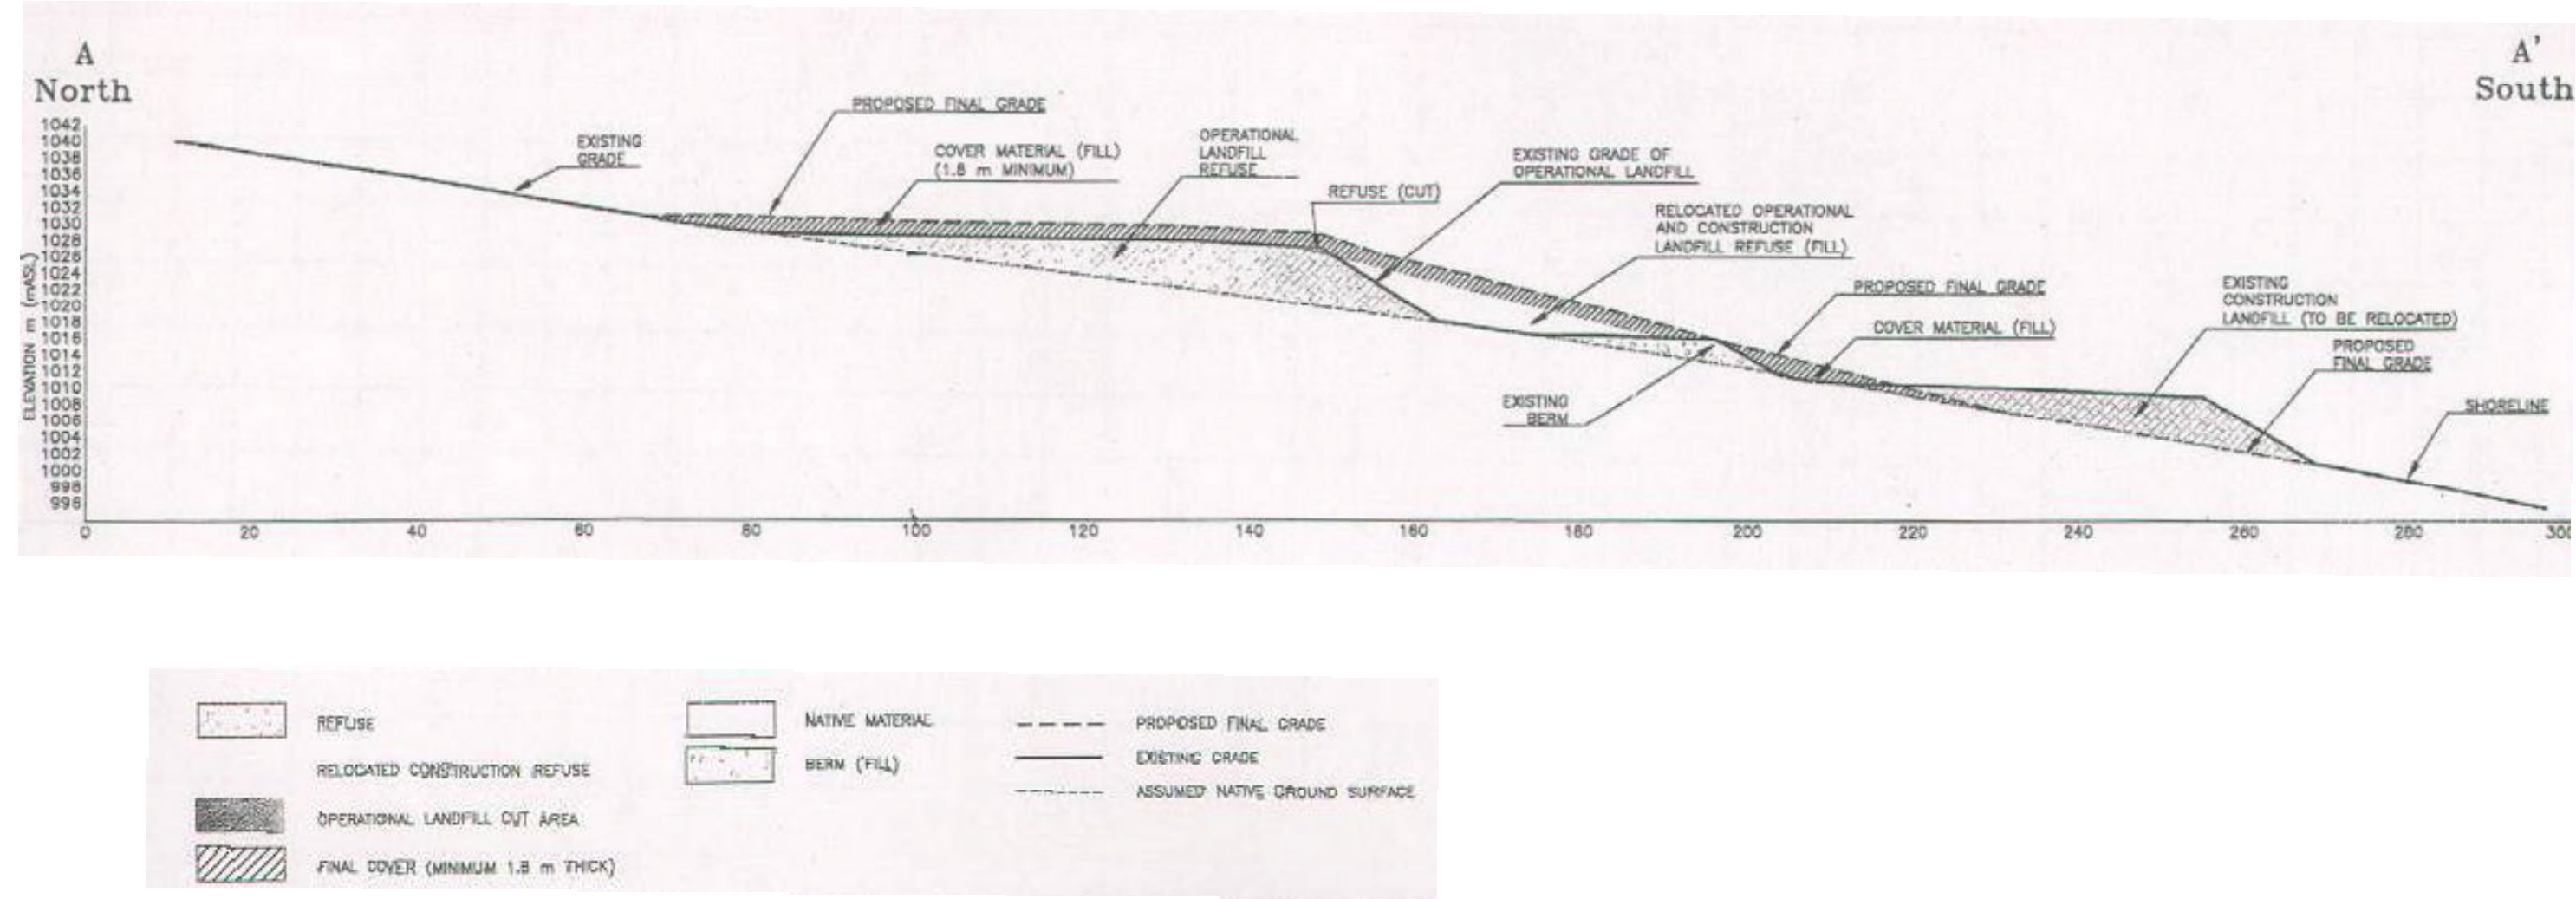 A
North
A'
South
PROPOSED FINAL GRADE
EXISTING
GRADE
COVER MATERIAL (FILL)
(1.8 m MINIMUM)
OPERATIONAL
LANDFILL
REFUSE
REFUSE (CUT)
EXISTING GRADE OF
OPERATIONAL LANDFILL
RELOCATED OPERATIONAL
AND CONSTRUCTION
LANDFILL REFUSE (FILL)
PROPOSED FINAL GRADE
COVER MATERIAL (FILL)
EXISTING
CONSTRUCTION
LANDFILL (TO BE RELOCATED)
PROPOSED
FINAL GRADE
EXISTING
BERM
SHORELINE
ELEVATION m (mASL)
1042
1040
1038
1036
1034
1032
1030
1028
1026
1024
1022
1020
1018
1016
1014
1012
1010
1008
1006
1004
1002
1000
998
996
0 20 40 60 80 100 120 140 160 180 200 220 240 260 280 300
REFUSE
RELOCATED CONSTRUCTION REFUSE
OPERATIONAL LANDFILL CUT AREA
FINAL COVER (MINIMUM 1.8 m THICK)
NATIVE MATERIAL
BERM (FILL)
PROPOSED FINAL GRADE
EXISTING GRADE
ASSUMED NATIVE GROUND SURFACE